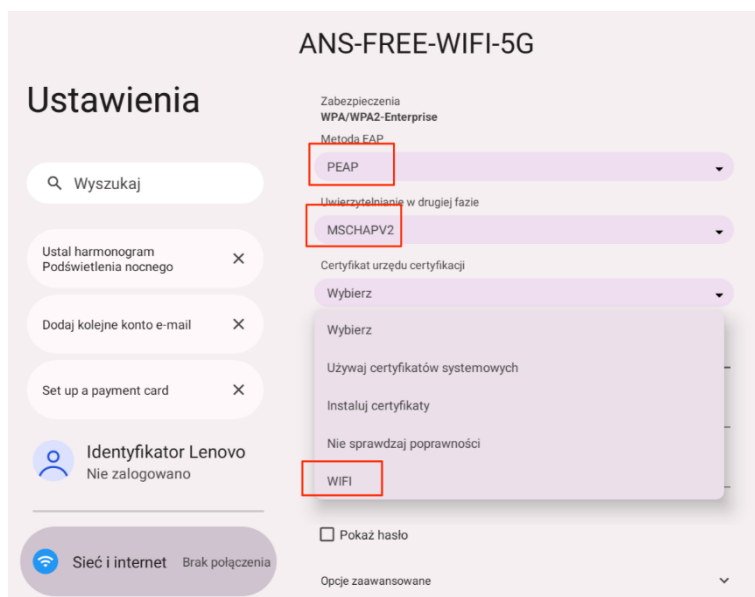 ANS-FREE-WIFI-5G
Ustawienia
Wyszukaj
Ustal harmonogram
Podświetlenia nocnego
Dodaj kolejne konto e-mail
Set up a payment card
Identyfikator Lenovo
Nie zalogowano
Sieć i internet Brak połączenia
Zabezpieczenia
WPA/WPA2-Enterprise
Metoda EAP
PEAP
Uwierzytelnianie w drugiej fazie
MSCHAPV2
Certyfikat urzędu certyfikacji
Wybierz
Wybierz
Używaj certyfikatów systemowych
Instaluj certyfikaty
Nie sprawdzaj poprawności
WIFI
Pokaż hasło
Opcje zaawansowane